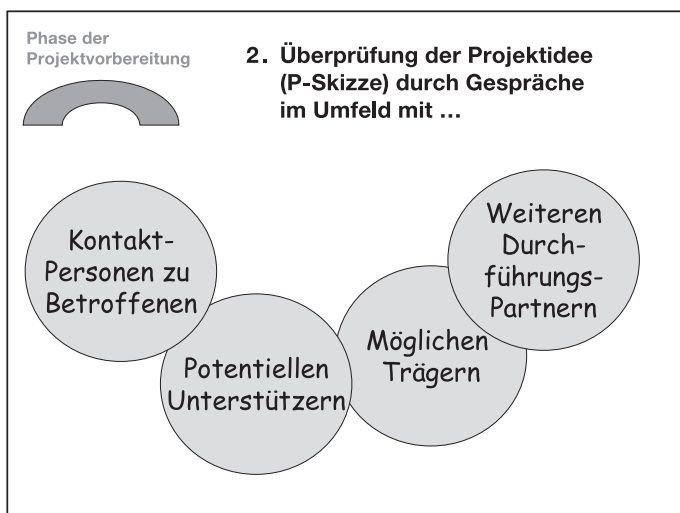 Phase der
Projektvorbereitung
2. Überprüfung der Projektidee
(P-Skizze) durch Gespräche
im Umfeld mit ...
Kontakt-
Personen zu
Betroffenen
Potentiellen
Unterstützern
Möglichen
Trägern
Weiteren
Durch-
führungs-
Partnern